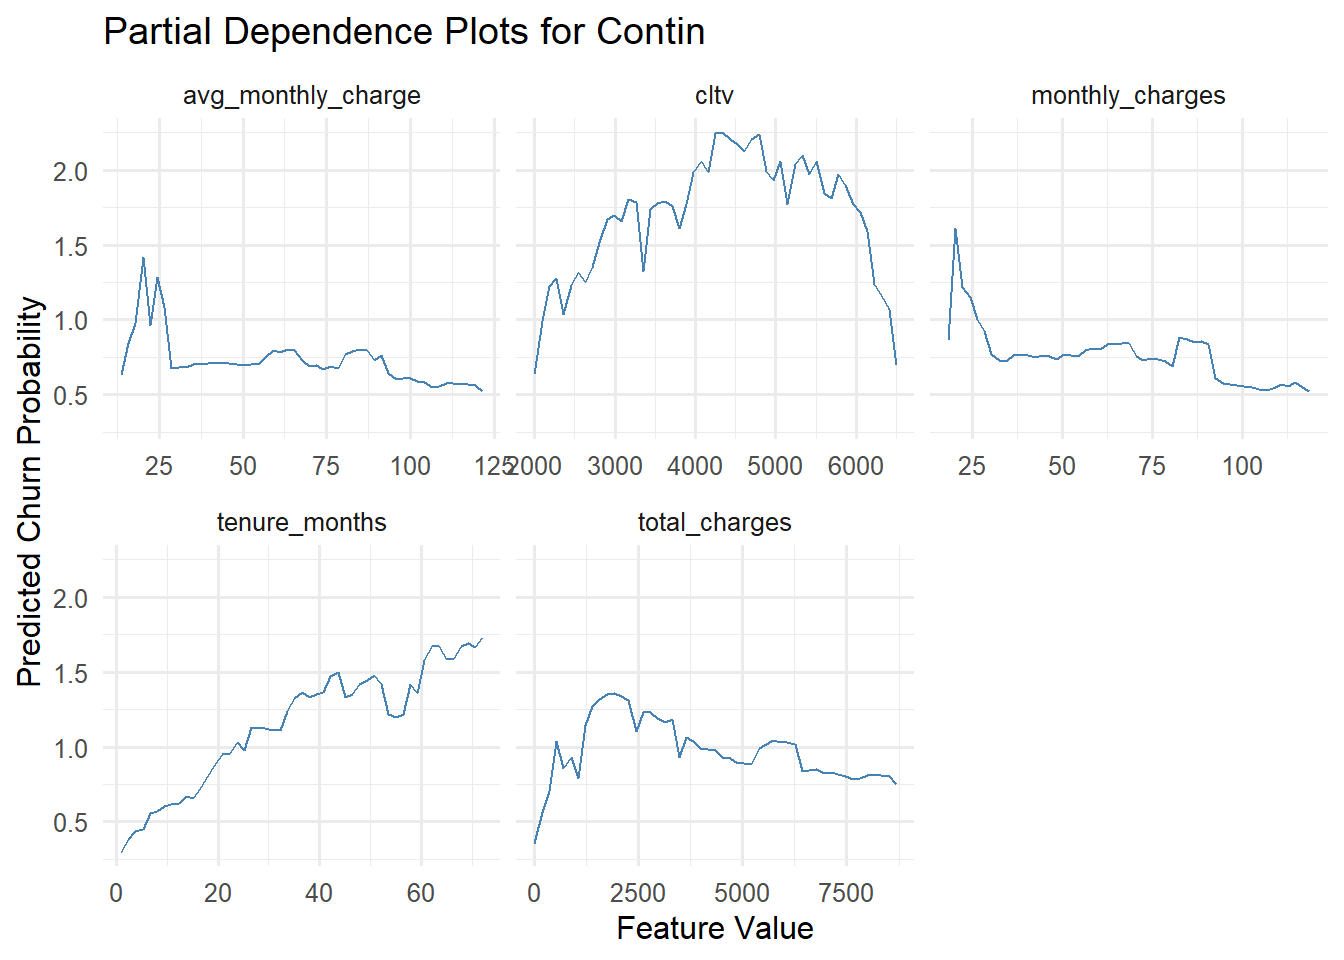 Partial Dependence Plots for Contin
avg_monthly_charge
cltv
monthly_charges
Predicted Churn Probability
2.0
1.5
1.0
0.5
25 50 75 100 125
2000 3000 4000 5000 6000
25 50 75 100
tenure_months
total_charges
2.0
1.5
1.0
0.5
0 20 40 60
0 2500 5000 7500
Feature Value